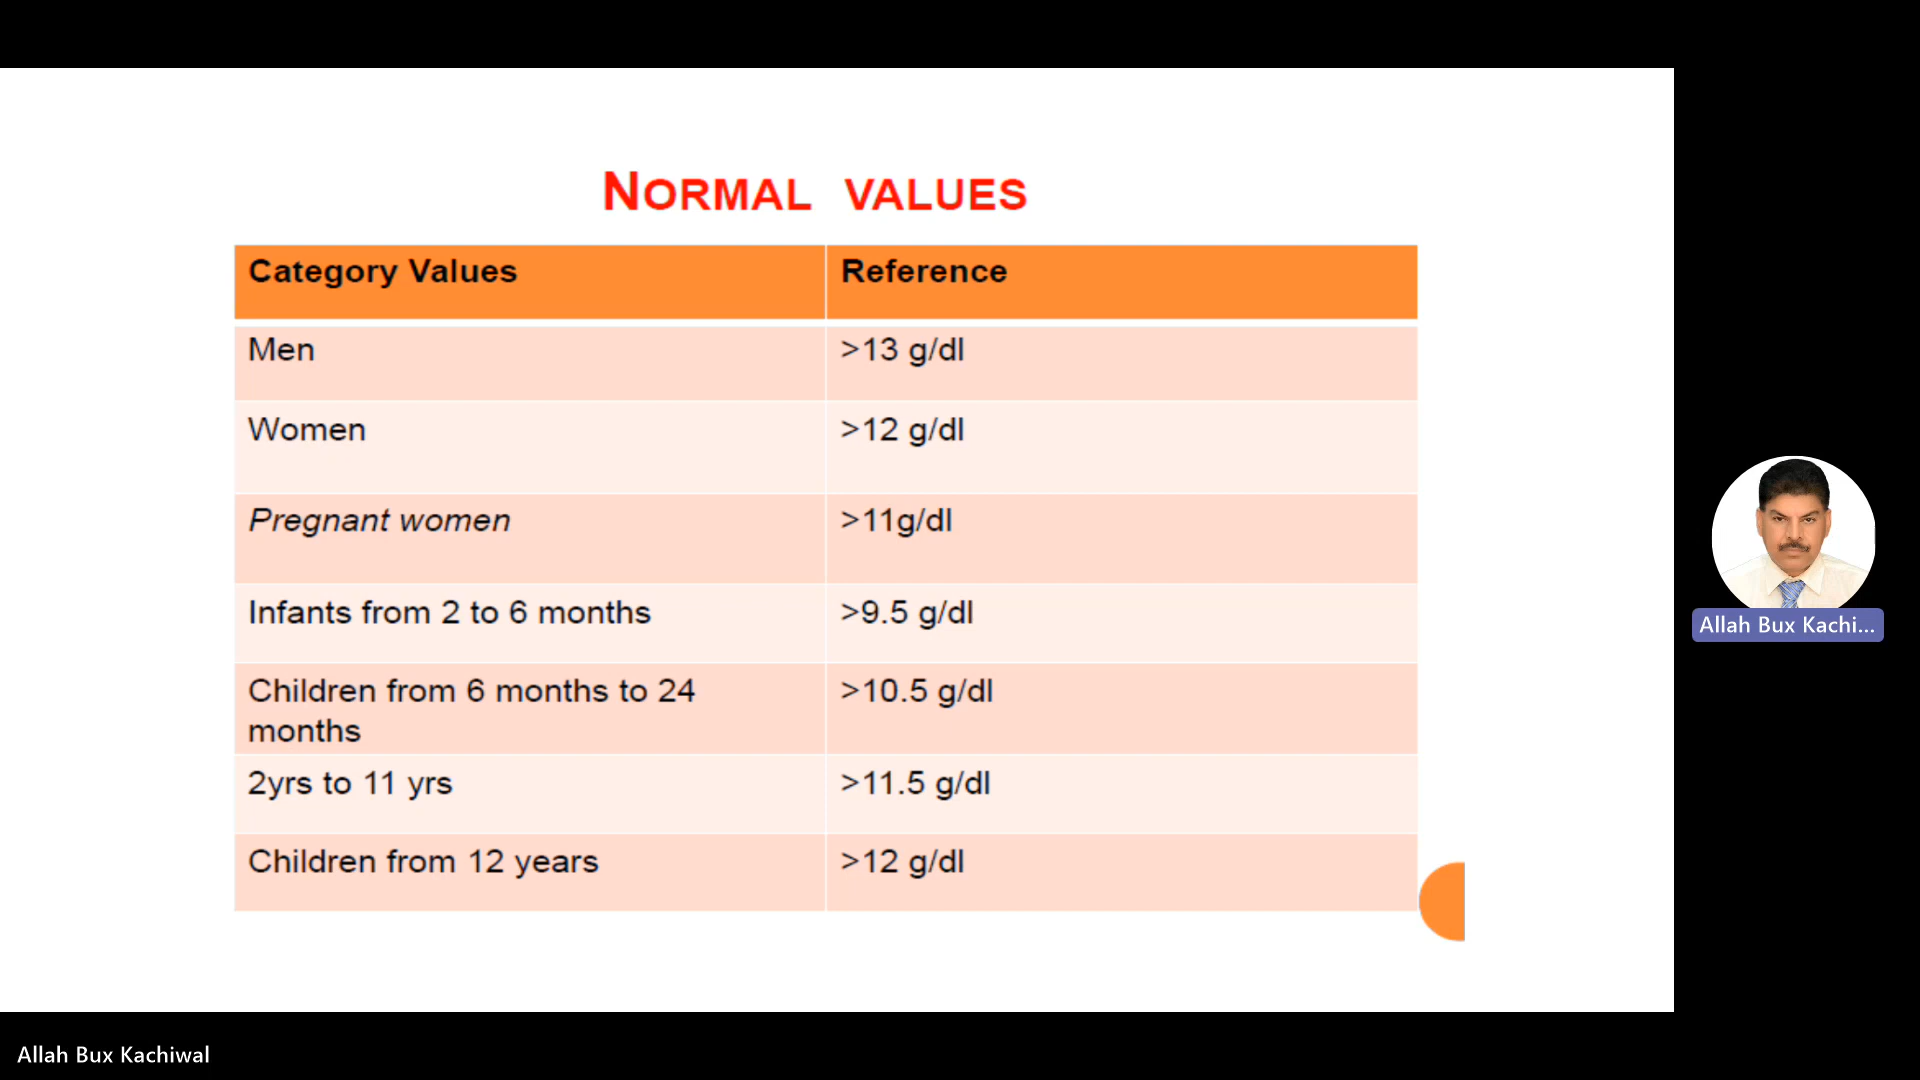 NORMAL VALUES
Category Values
Reference
Men
>13 g/dl
Women
>12 g/dl
Pregnant women
>11g/dl
Infants from 2 to 6 months
>9.5 g/dl
Children from 6 months to 24
months
>10.5 g/dl
2yrs to 11 yrs
>11.5 g/dl
Children from 12 years
>12 g/dl
Allah Bux Kachi...
Allah Bux Kachiwal